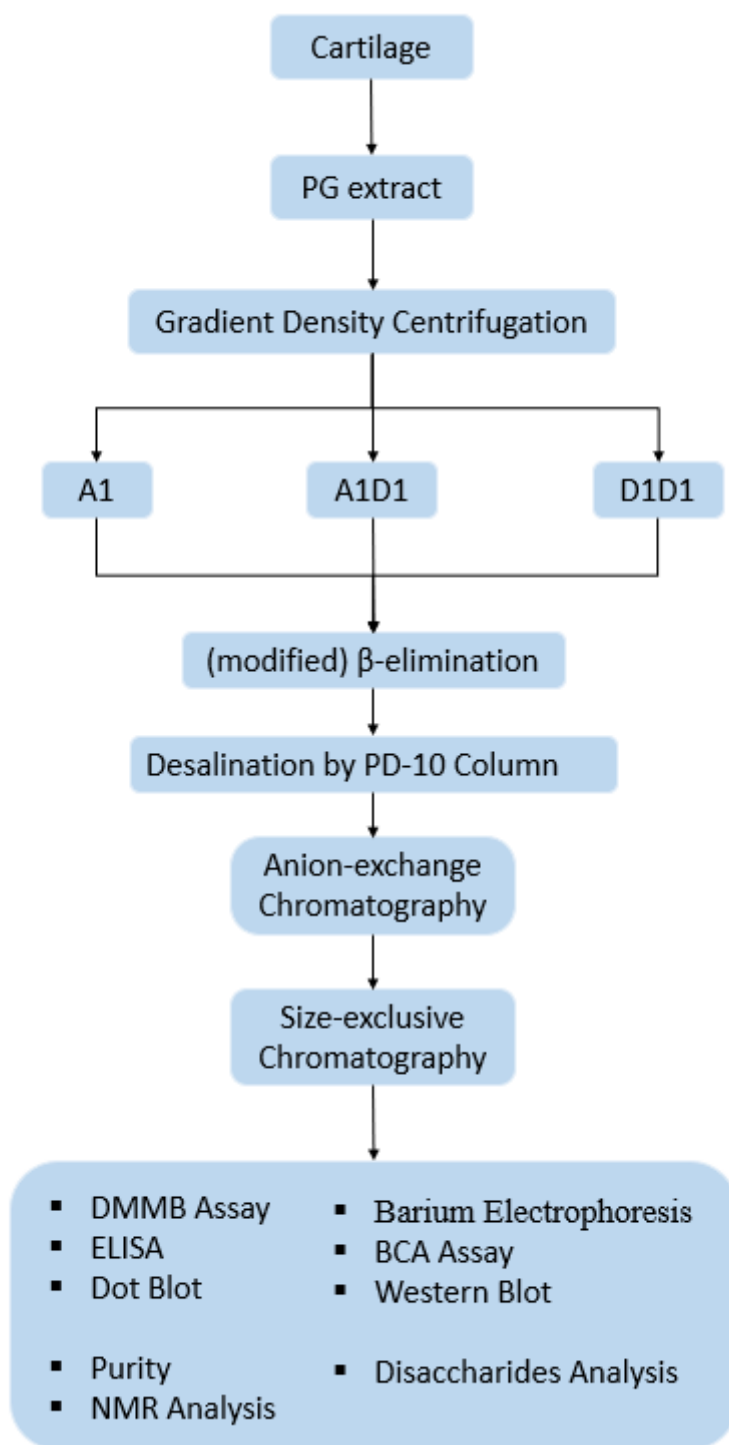 Cartilage
PG extract
Gradient Density Centrifugation
A1
A1D1
D1D1
(modified) β-elimination
Desalination by PD-10 Column
Anion-exchange
Chromatography
Size-exclusive
Chromatography
▪ DMMB Assay
▪ ELISA
▪ Dot Blot
▪ Purity
▪ NMR Analysis
▪ Barium Electrophoresis
▪ BCA Assay
▪ Western Blot
▪ Disaccharides Analysis